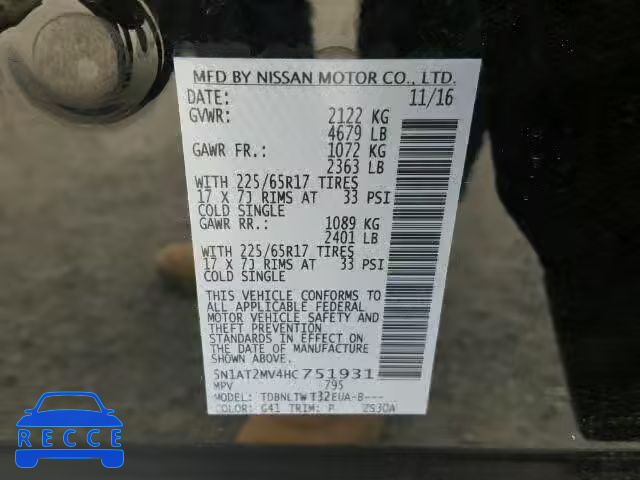 MFD BY NISSAN MOTOR CO., LTD.
DATE: 11/16
GVWR: 2122 KG
4679 LB
GAWR FR.: 1072 KG
2363 LB
WITH 225/65R17 TIRES
17 X 7J RIMS AT 33 PSI
COLD SINGLE
GAWR RR.: 1089 KG
2401 LB
WITH 225/65R17 TIRES
17 X 7J RIMS AT 33 PSI
COLD SINGLE
THIS VEHICLE CONFORMS TO
ALL APPLICABLE FEDERAL
MOTOR VEHICLE SAFETY AND
THEFT PREVENTION
STANDARDS IN EFFECT ON
THE DATE OF MANUFACTURE
SHOWN ABOVE.
5N1AT2MV4HC751931
MPV 795
MODEL: TDBNLTW T32EUA-B---
COLOR: G41 TRIM: P 2530A
RECCE